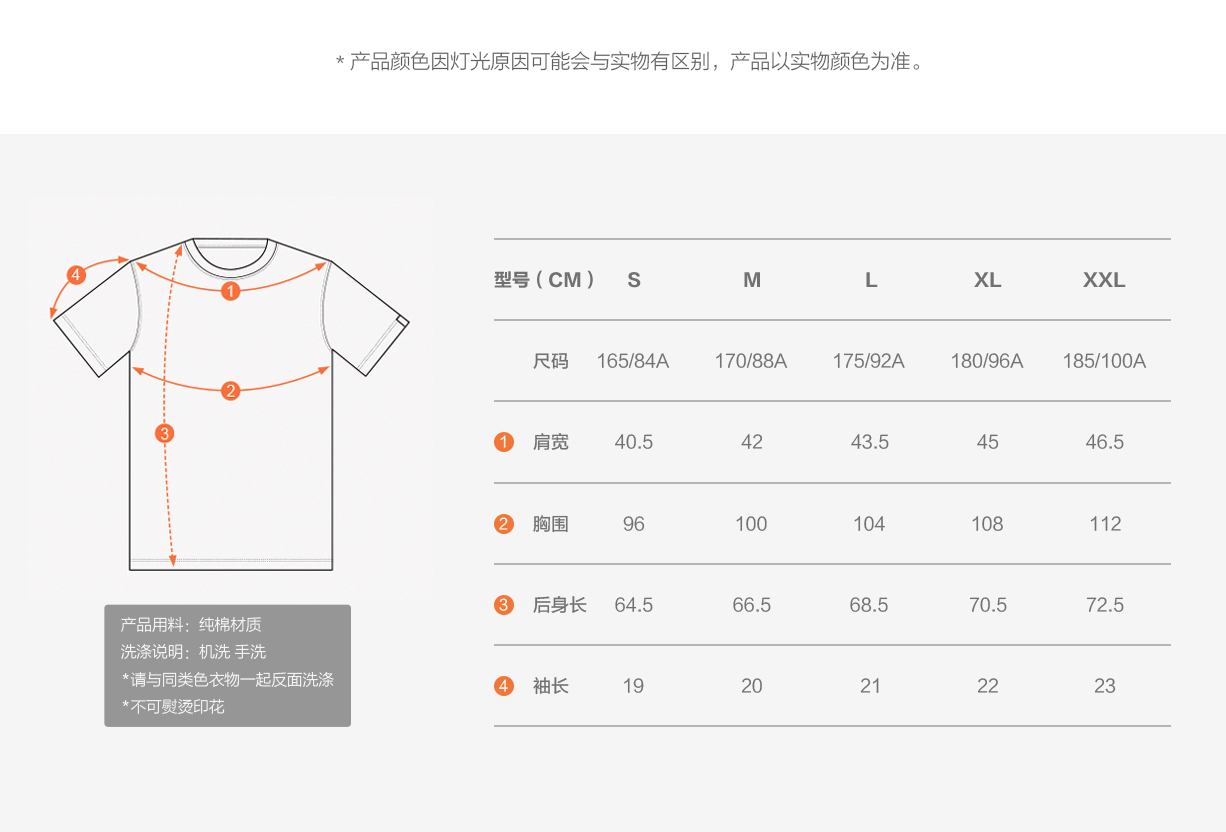 * 产品颜色因灯光原因可能会与实物有区别，产品以实物颜色为准。
4
1
2
3
产品用料：纯棉材质
洗涤说明：机洗 手洗
*请与同类色衣物一起反面洗涤
*不可熨烫印花
型号（CM） S M L XL XXL
尺码 165/84A 170/88A 175/92A 180/96A 185/100A
1 肩宽 40.5 42 43.5 45 46.5
2 胸围 96 100 104 108 112
3 后身长 64.5 66.5 68.5 70.5 72.5
4 袖长 19 20 21 22 23